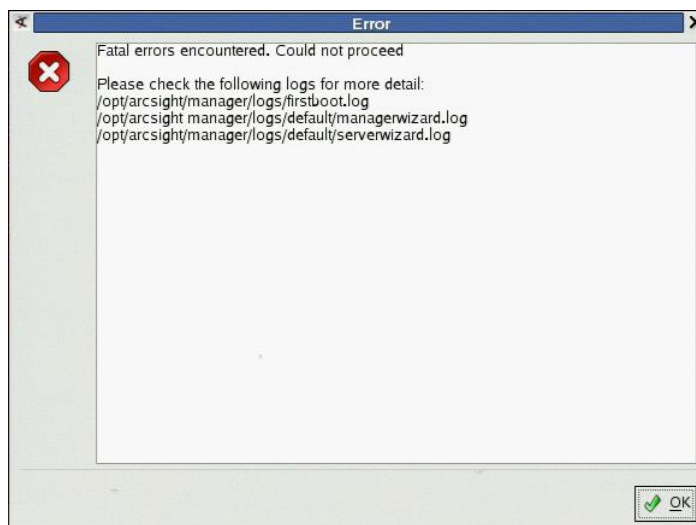 Error
Fatal errors encountered. Could not proceed
Please check the following logs for more detail:
/opt/arcsight/manager/logs/firstboot.log
/opt/arcsight manager/logs/default/managerwizard.log
/opt/arcsight/manager/logs/default/serverwizard.log
OK